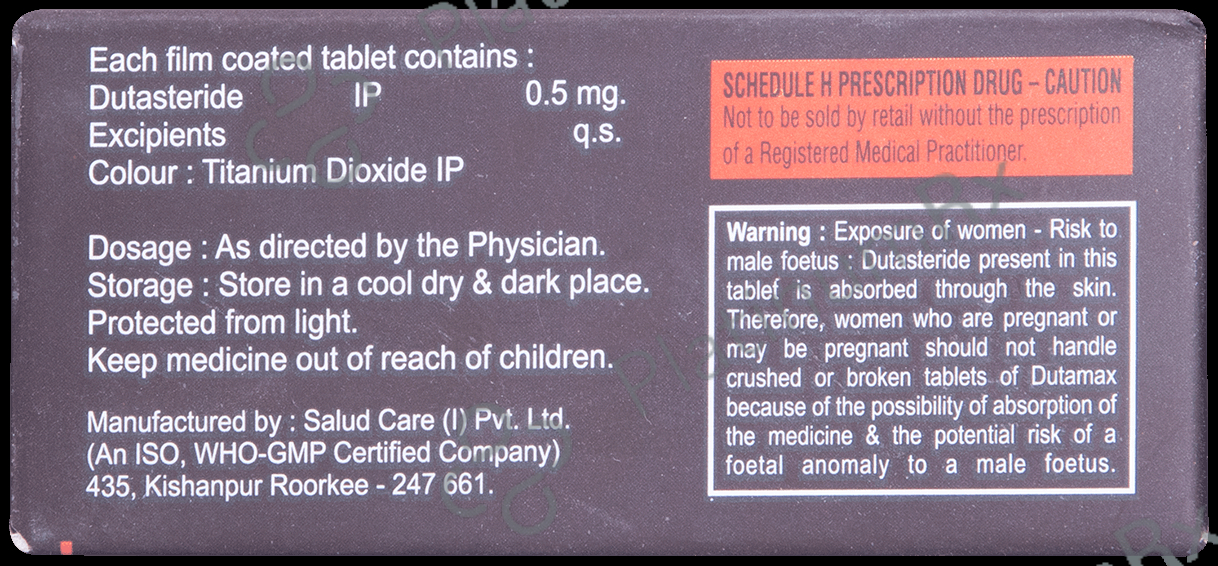 Each film coated tablet contains :
Dutasteride IP 0.5 mg.
Excipients q.s.
Colour : Titanium Dioxide IP
Dosage : As directed by the Physician.
Storage : Store in a cool dry & dark place.
Protected from light.
Keep medicine out of reach of children.
Manufactured by : Salud Care (I) Pvt. Ltd.
(An ISO, WHO-GMP Certified Company)
435, Kishanpur Roorkee - 247 661.
SCHEDULE H PRESCRIPTION DRUG – CAUTION
Not to be sold by retail without the prescription
of a Registered Medical Practitioner.
Warning : Exposure of women - Risk to
male foetus : Dutasteride present in this
tablet is absorbed through the skin.
Therefore, women who are pregnant or
may be pregnant should not handle
crushed or broken tablets of Dutamax
because of the possibility of absorption of
the medicine & the potential risk of a
foetal anomaly to a male foetus.